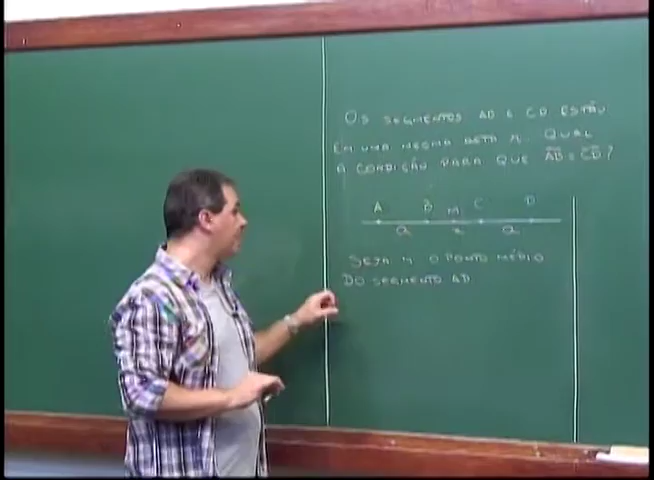 Os SEGMENTOS AD E CD ESTÃO
EM UMA MESMA RETA r. QUAL
A CONDIÇÃO PARA QUE AB = CD?
A B M C D
a x a
SEJA M O PONTO MÉDIO
DO SEGMENTO AD